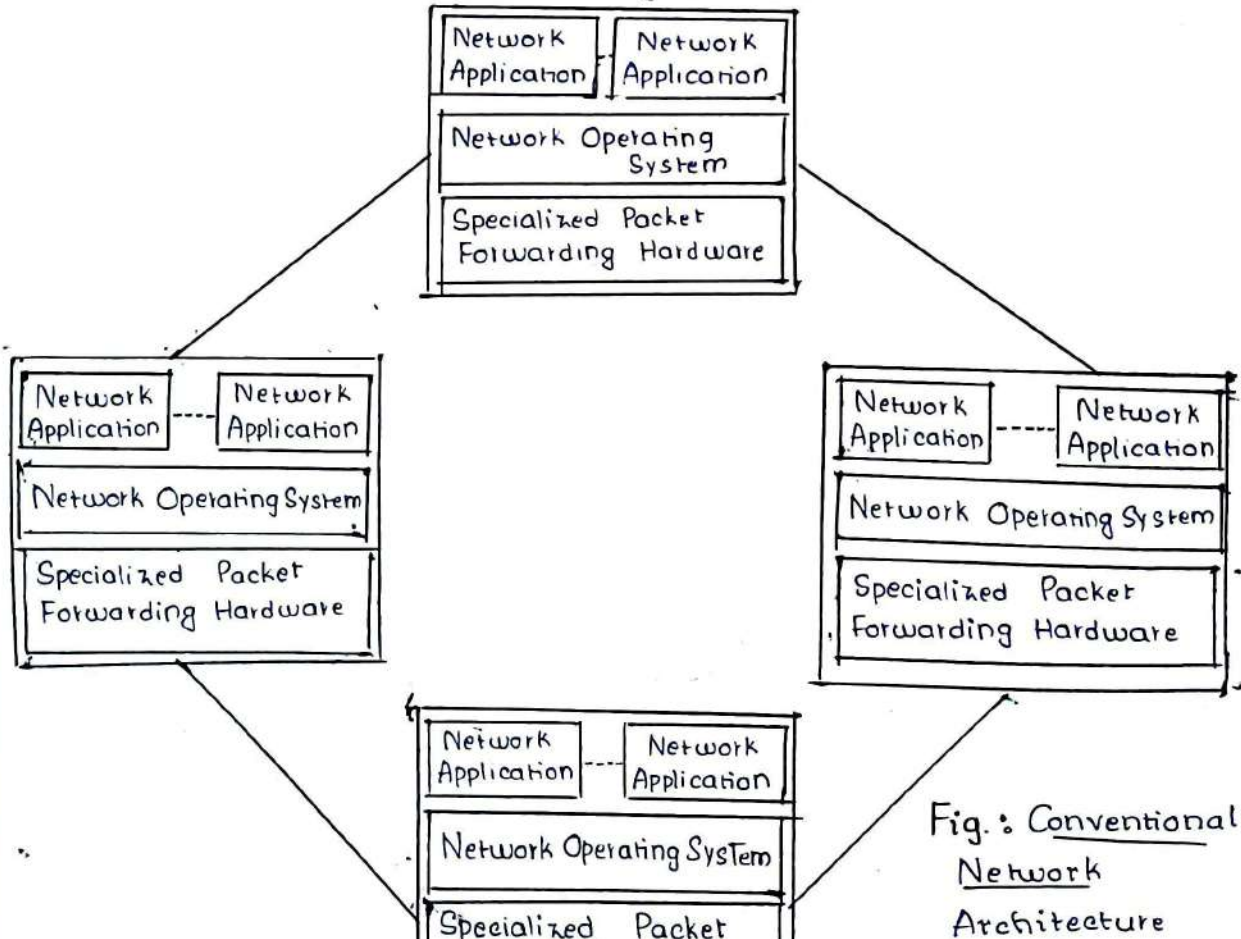 Network
Application
Network
Application
Network Operating
System
Specialized Packet
Forwarding Hardware
Network
Application
Network
Application
Network Operating System
Specialized Packet
Forwarding Hardware
Network
Application
Network
Application
Network Operating System
Specialized Packet
Forwarding Hardware
Network
Application
Network
Application
Network Operating SysTem
Specialized Packet
Fig.: Conventional
Network
Architecture